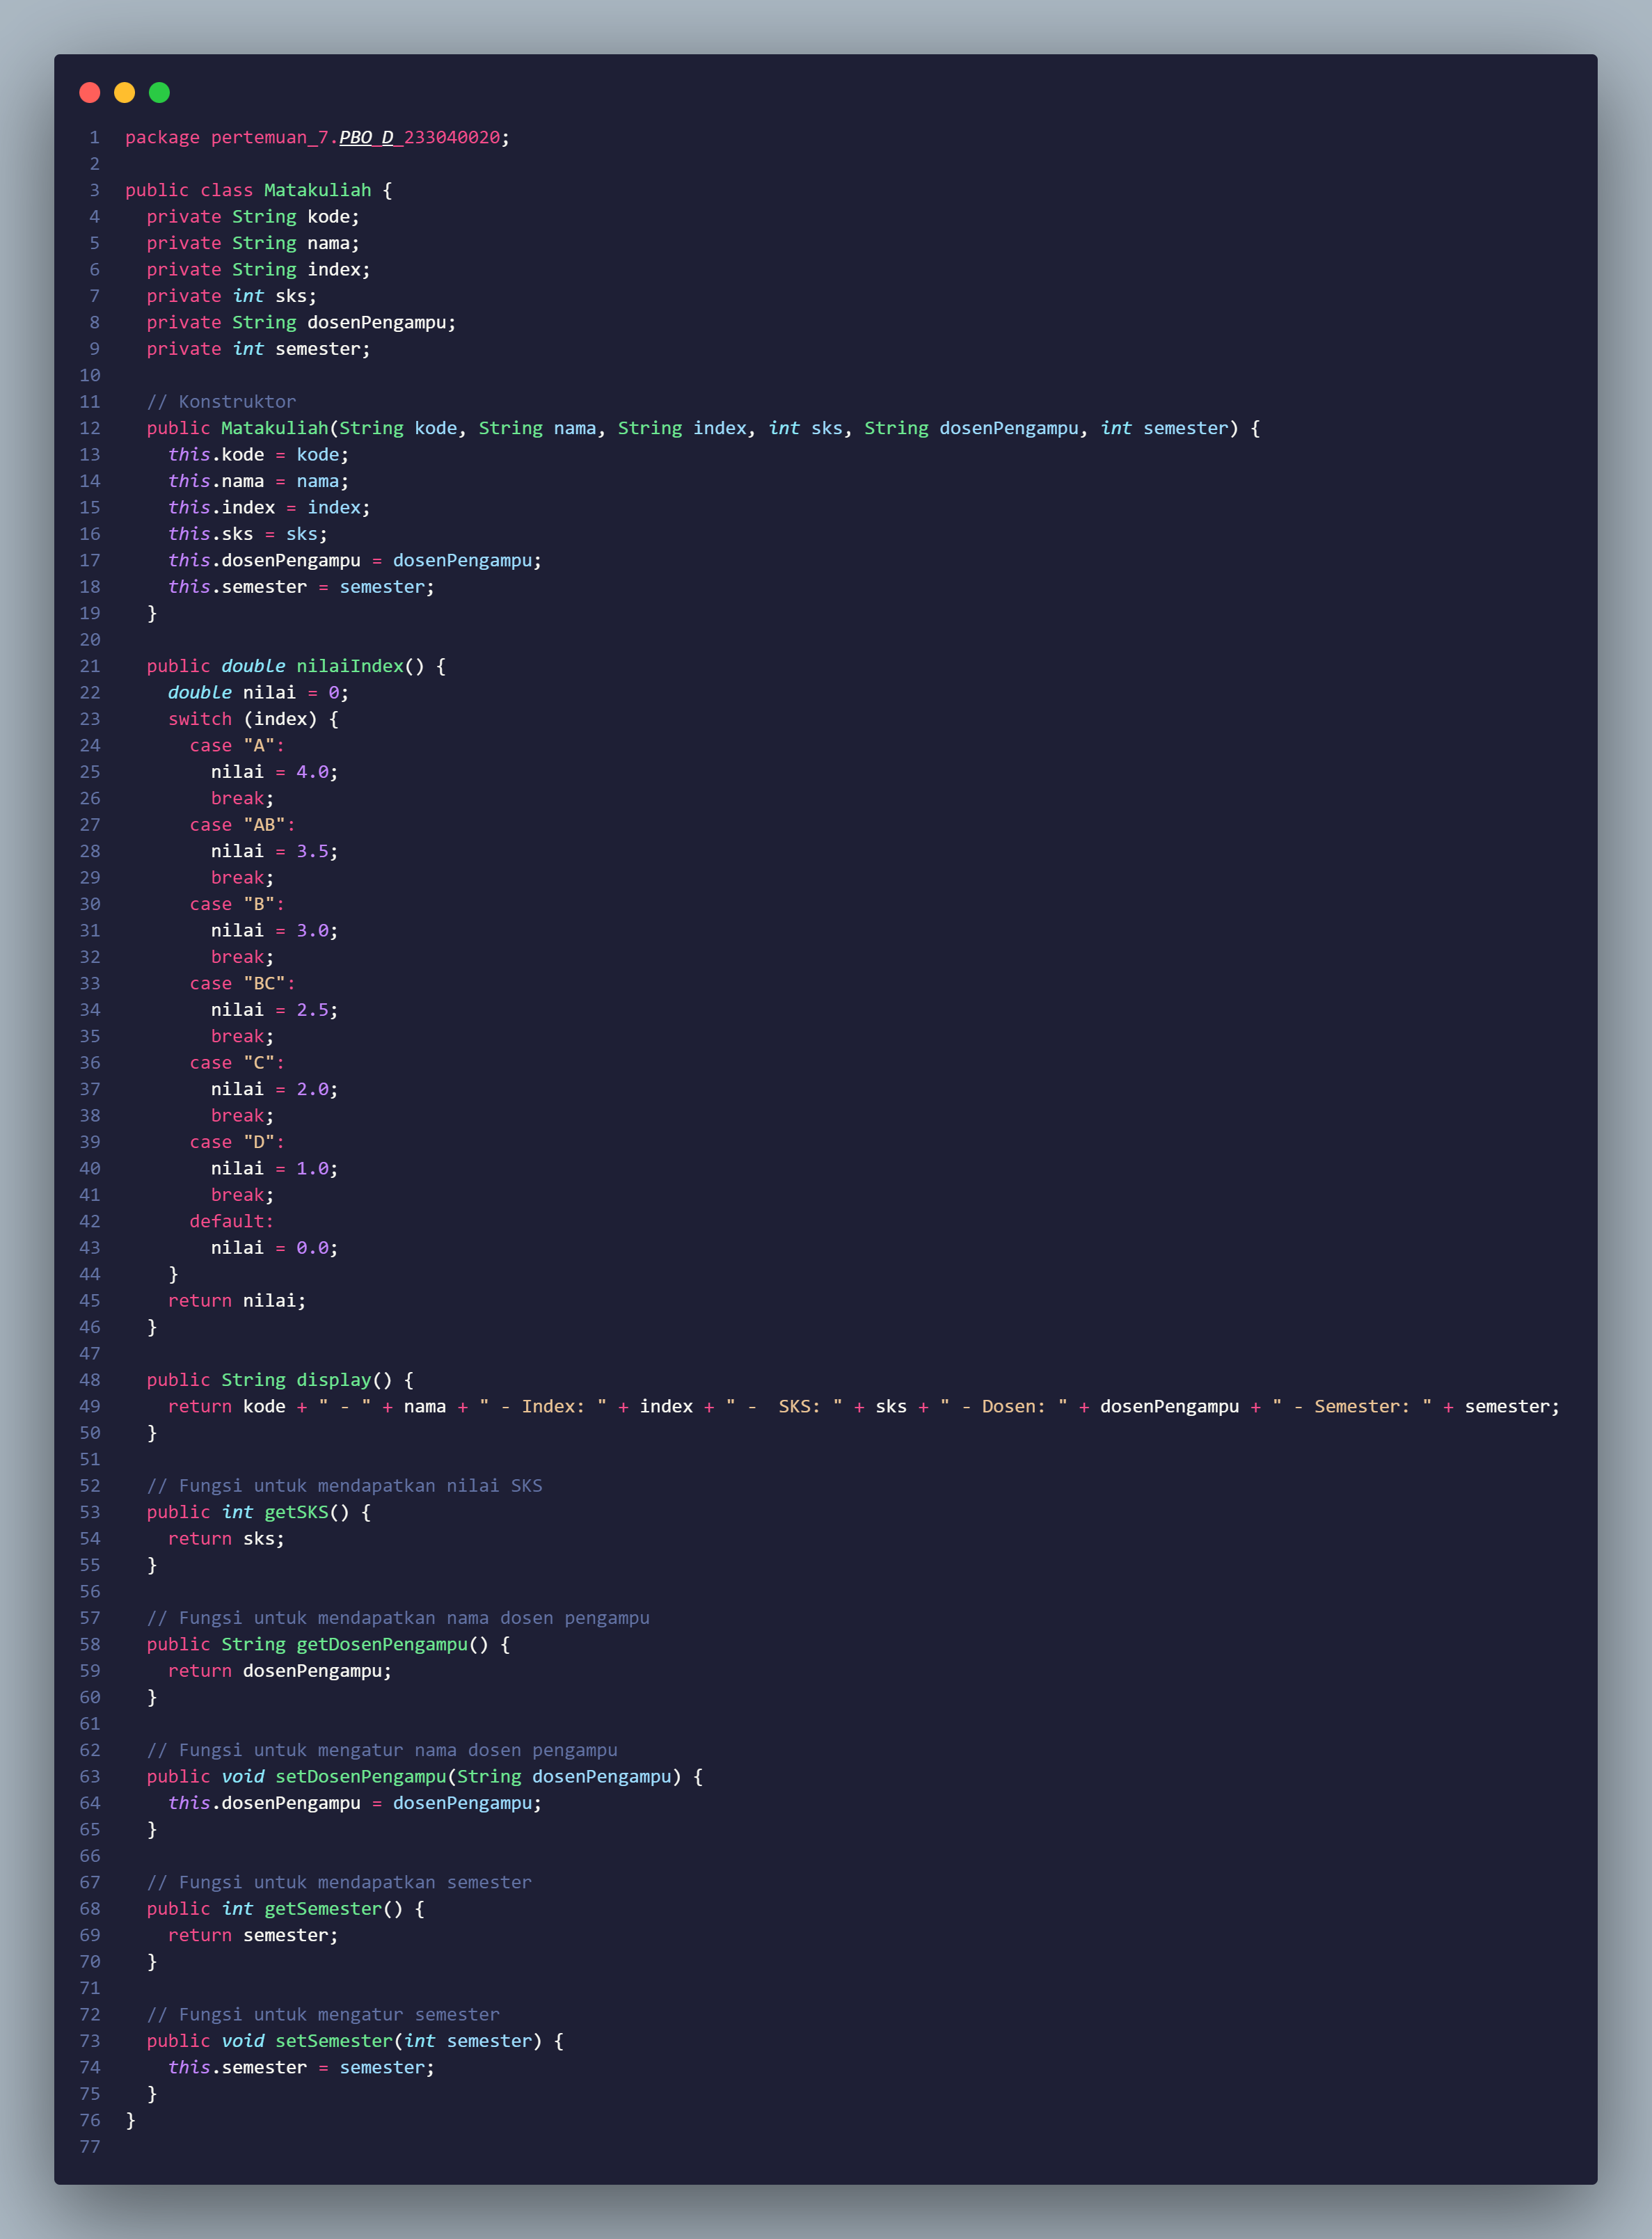 1 package pertemuan_7.PBO_D_233040020;
2
3 public class Matakuliah {
4   private String kode;
5   private String nama;
6   private String index;
7   private int sks;
8   private String dosenPengampu;
9   private int semester;
10
11   // Konstruktor
12   public Matakuliah(String kode, String nama, String index, int sks, String dosenPengampu, int semester) {
13     this.kode = kode;
14     this.nama = nama;
15     this.index = index;
16     this.sks = sks;
17     this.dosenPengampu = dosenPengampu;
18     this.semester = semester;
19   }
20
21   public double nilaiIndex() {
22     double nilai = 0;
23     switch (index) {
24       case "A":
25         nilai = 4.0;
26         break;
27       case "AB":
28         nilai = 3.5;
29         break;
30       case "B":
31         nilai = 3.0;
32         break;
33       case "BC":
34         nilai = 2.5;
35         break;
36       case "C":
37         nilai = 2.0;
38         break;
39       case "D":
40         nilai = 1.0;
41         break;
42       default:
43         nilai = 0.0;
44     }
45     return nilai;
46   }
47
48   public String display() {
49     return kode + " - " + nama + " - Index: " + index + " -  SKS: " + sks + " - Dosen: " + dosenPengampu + " - Semester: " + semester;
50   }
51
52   // Fungsi untuk mendapatkan nilai SKS
53   public int getSKS() {
54     return sks;
55   }
56
57   // Fungsi untuk mendapatkan nama dosen pengampu
58   public String getDosenPengampu() {
59     return dosenPengampu;
60   }
61
62   // Fungsi untuk mengatur nama dosen pengampu
63   public void setDosenPengampu(String dosenPengampu) {
64     this.dosenPengampu = dosenPengampu;
65   }
66
67   // Fungsi untuk mendapatkan semester
68   public int getSemester() {
69     return semester;
70   }
71
72   // Fungsi untuk mengatur semester
73   public void setSemester(int semester) {
74     this.semester = semester;
75   }
76 }
77